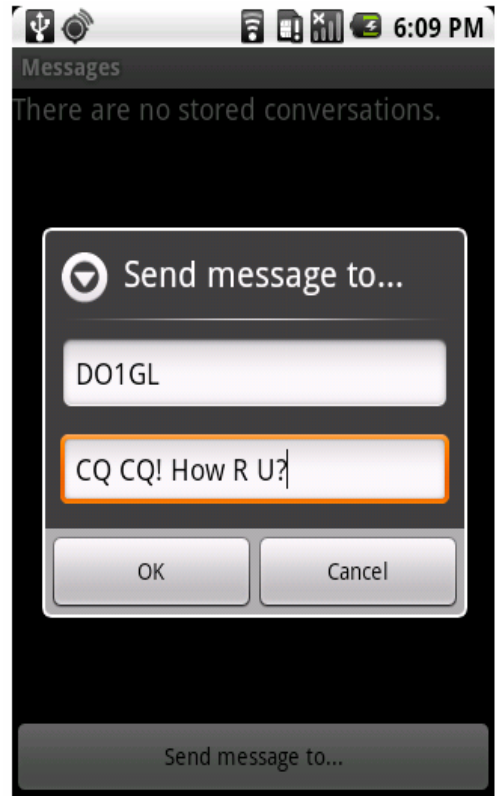 6:09 PM
Messages
There are no stored conversations.
Send message to...
DO1GL
CQ CQ! How R U?
OK Cancel
Send message to...